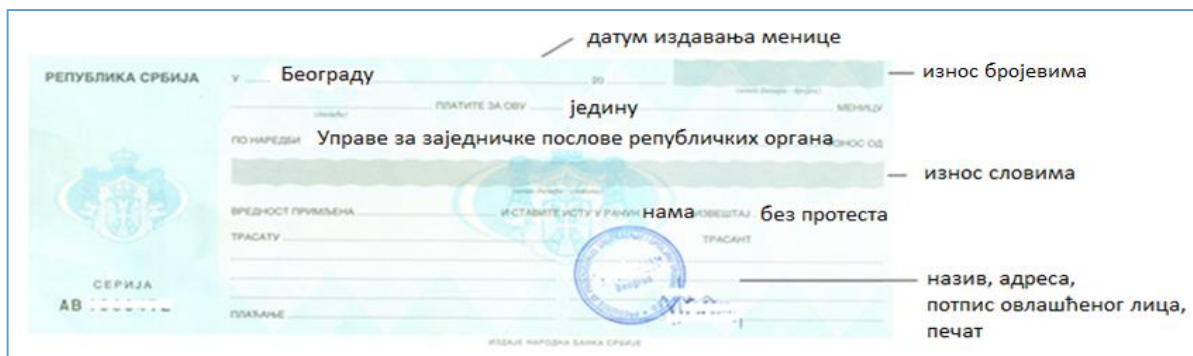 датум издавања менице
РЕПУБЛИКА СРБИЈА У Београду 20 износ бројевима
ПЛАТИТЕ ЗА ОВУ једину МЕНИЦУ
ПО НАРЕДБИ Управе за заједничке послове републичких органа ИЗНОС ОД
износ словима
ВРЕДНОСТ ПРИМЉЕНА И СТАВИТЕ ИСТУ У РАЧУН нама ИЗВЕШТАЈ без протеста
ТРАСАТУ ТРАСАНТ
Београд
СЕРИЈА назив, адреса,
АВ потпис овлашћеног лица,
ПЛАЋАЊЕ печат
ИЗДАЈЕ НАРОДНА БАНКА СРБИЈЕ